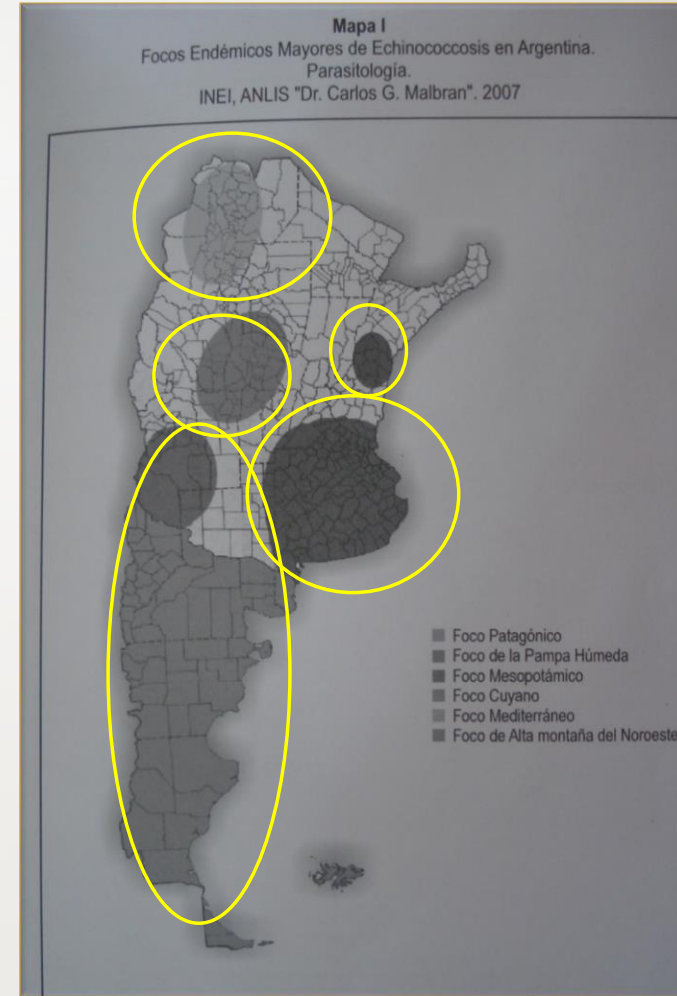 Mapa I
Focos Endémicos Mayores de Echinococcosis en Argentina.
Parasitología.
INEI, ANLIS "Dr. Carlos G. Malbran". 2007
Foco Patagónico
Foco de la Pampa Húmeda
Foco Mesopotámico
Foco Cuyano
Foco Mediterráneo
Foco de Alta montaña del Noroeste